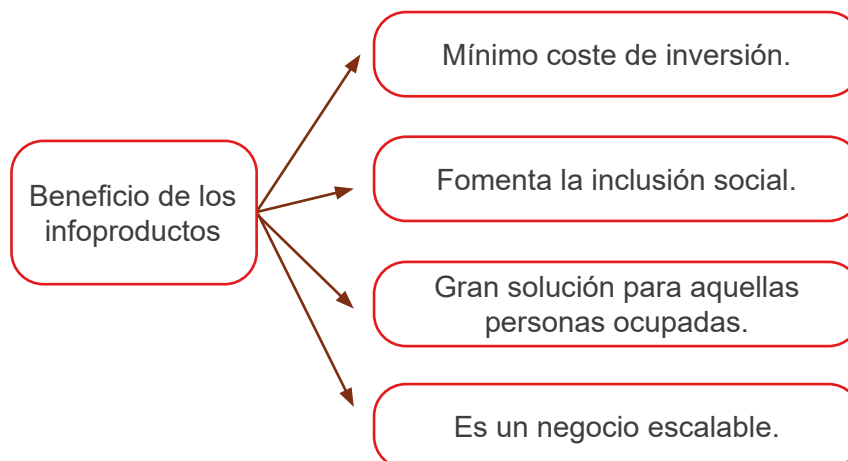 Mínimo coste de inversión.
Beneficio de los
infoproductos
Fomenta la inclusión social.
Gran solución para aquellas
personas ocupadas.
Es un negocio escalable.